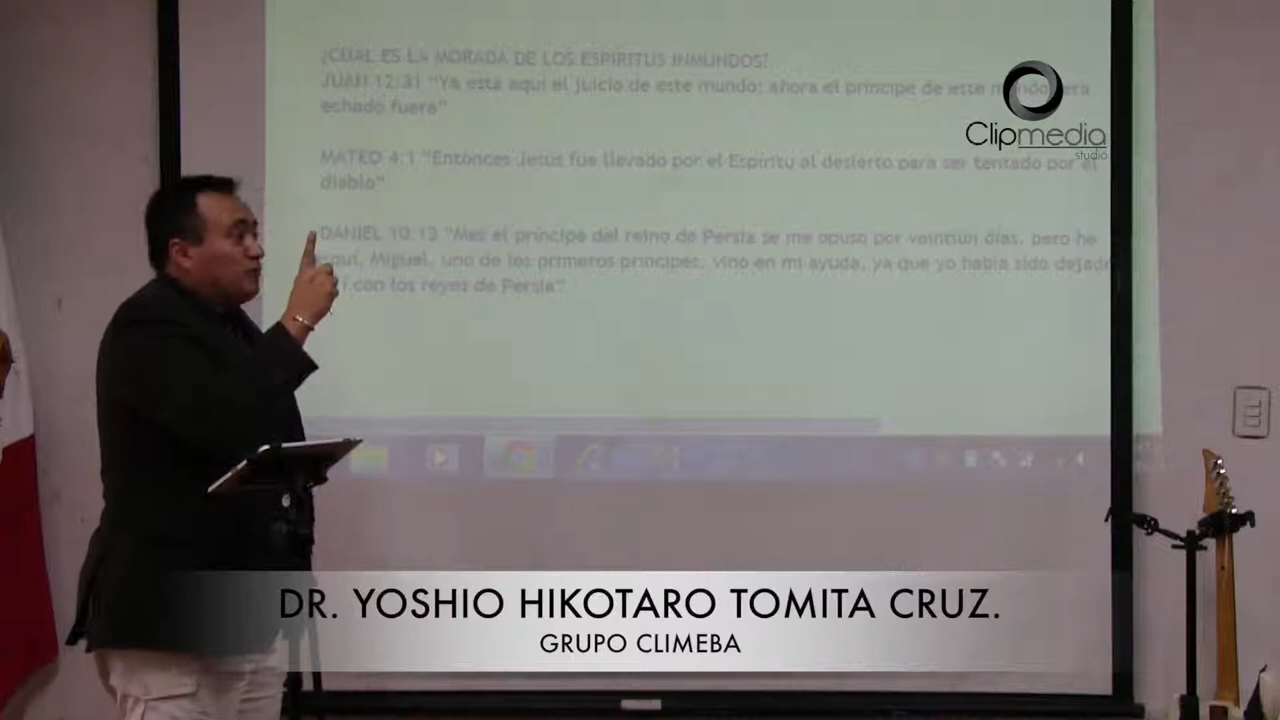 ¿CUAL ES LA MORADA DE LOS ESPIRITUS INMUNDOS?
JUAN 12:31 "Ya está aquí el juicio de este mundo; ahora el príncipe de este mundo será
echado fuera"
MATEO 4:1 "Entonces Jesús fue llevado por el Espíritu al desierto para ser tentado por el
diablo"
DANIEL 10:13 "Mas el príncipe del reino de Persia se me opuso por veintiún días, pero he
aquí, Miguel, uno de los primeros príncipes, vino en mi ayuda, ya que yo había sido dejado
con los reyes de Persia"
Clipmedia
studio
DR. YOSHIO HIKOTARO TOMITA CRUZ.
GRUPO CLIMEBA